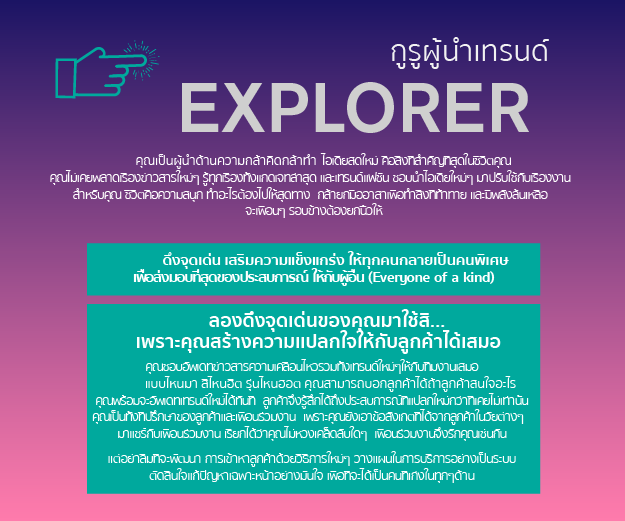 กูรูผู้นำเทรนด์
EXPLORER
คุณเป็นผู้นำด้านความกล้าคิดกล้าทำ ไอเดียสดใหม่ คือสิ่งที่สำคัญที่สุดในชีวิตคุณ
คุณไม่เคยพลาดเรื่องข่าวสารใหม่ๆ รู้ทุกเรื่องทั้งแกดเจทล่าสุด และเทรนด์แฟชั่น ชอบนำไอเดียใหม่ๆ มาปรับใช้กับเรื่องงาน
สำหรับคุณ ชีวิตคือความสนุก ทำอะไรต้องไปให้สุดทาง กล้ายกมืออาสาเพื่อทำสิ่งที่ท้าทาย และมีพลังล้นเหลือ
จะเพื่อนๆ รอบข้างต้องยกนิ้วให้
ดึงจุดเด่น เสริมความแข็งแกร่ง ให้ทุกคนกลายเป็นคนพิเศษ
เพื่อส่งมอบที่สุดของประสบการณ์ ให้กับผู้อื่น (Everyone of a kind)
ลองดึงจุดเด่นของคุณมาใช้สิ...
เพราะคุณสร้างความแปลกใจให้กับลูกค้าได้เสมอ
คุณชอบอัพเดทข่าวสารความเคลื่อนไหวรวมทั้งเทรนด์ใหม่ๆให้กับทีมงานเสมอ
แบบไหนมา สีไหนฮิต รุ่นไหนฮอต คุณสามารถบอกลูกค้าได้ถ้าลูกค้าสนใจอะไร
คุณพร้อมจะอัพเดทเทรนด์ใหม่ได้ทันที ลูกค้าจึงรู้สึกได้ถึงประสบการณ์ที่แปลกใหม่กว่าที่เคยไม่เท่านั้น
คุณเป็นทั้งที่ปรึกษาของลูกค้าและเพื่อนร่วมงาน เพราะคุณยังเอาข้อสังเกตที่ได้จากลูกค้าในวัยต่างๆ
มาแชร์กับเพื่อนร่วมงาน เรียกได้ว่าคุณไม่หวงเคล็ดลับใดๆ เพื่อนร่วมงานจึงรักคุณเช่นกัน
แต่อย่าลืมที่จะพัฒนา การเข้าหาลูกค้าด้วยวิธีการใหม่ๆ วางแผนในการบริการอย่างเป็นระบบ
ตัดสินใจแก้ปัญหาเฉพาะหน้าอย่างมั่นใจ เพื่อที่จะได้เป็นคนที่เก่งในทุกๆด้าน